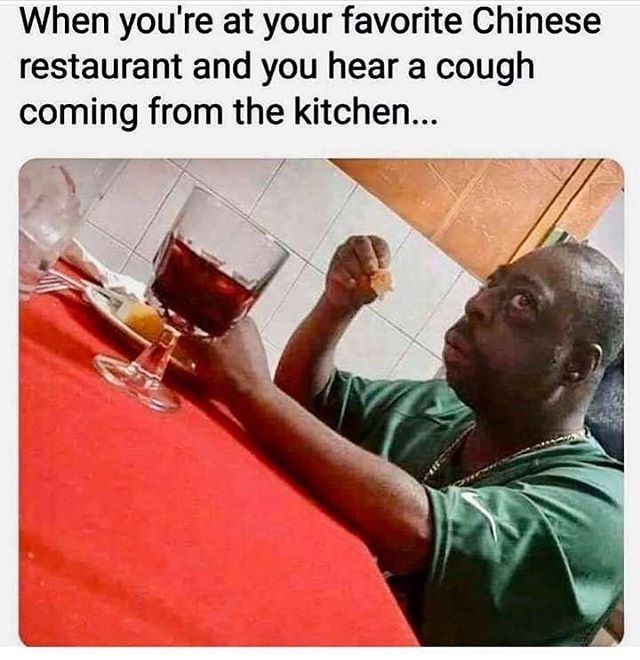 When you're at your favorite Chinese
restaurant and you hear a cough
coming from the kitchen...